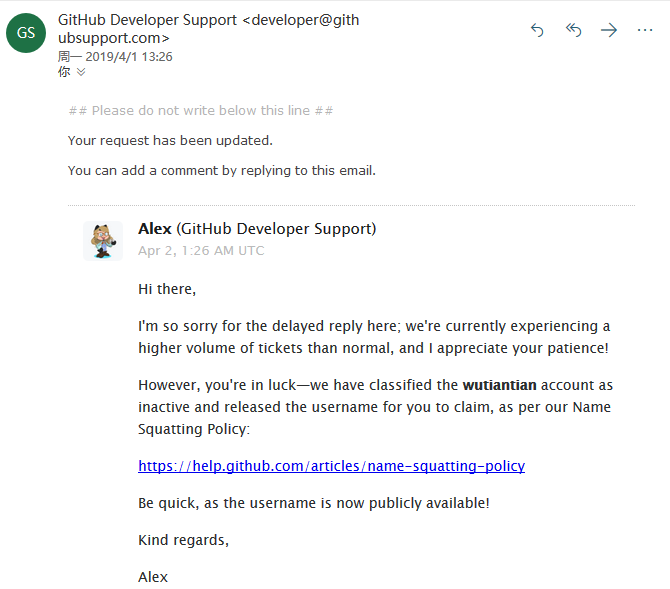 GS
GitHub Developer Support <developer@gith
ubsupport.com>
周一 2019/4/1 13:26
你
## Please do not write below this line ##
Your request has been updated.
You can add a comment by replying to this email.
Alex (GitHub Developer Support)
Apr 2, 1:26 AM UTC
Hi there,
I'm so sorry for the delayed reply here; we're currently experiencing a
higher volume of tickets than normal, and I appreciate your patience!
However, you're in luck—we have classified the wutiantian account as
inactive and released the username for you to claim, as per our Name
Squatting Policy:
https://help.github.com/articles/name-squatting-policy
Be quick, as the username is now publicly available!
Kind regards,
Alex